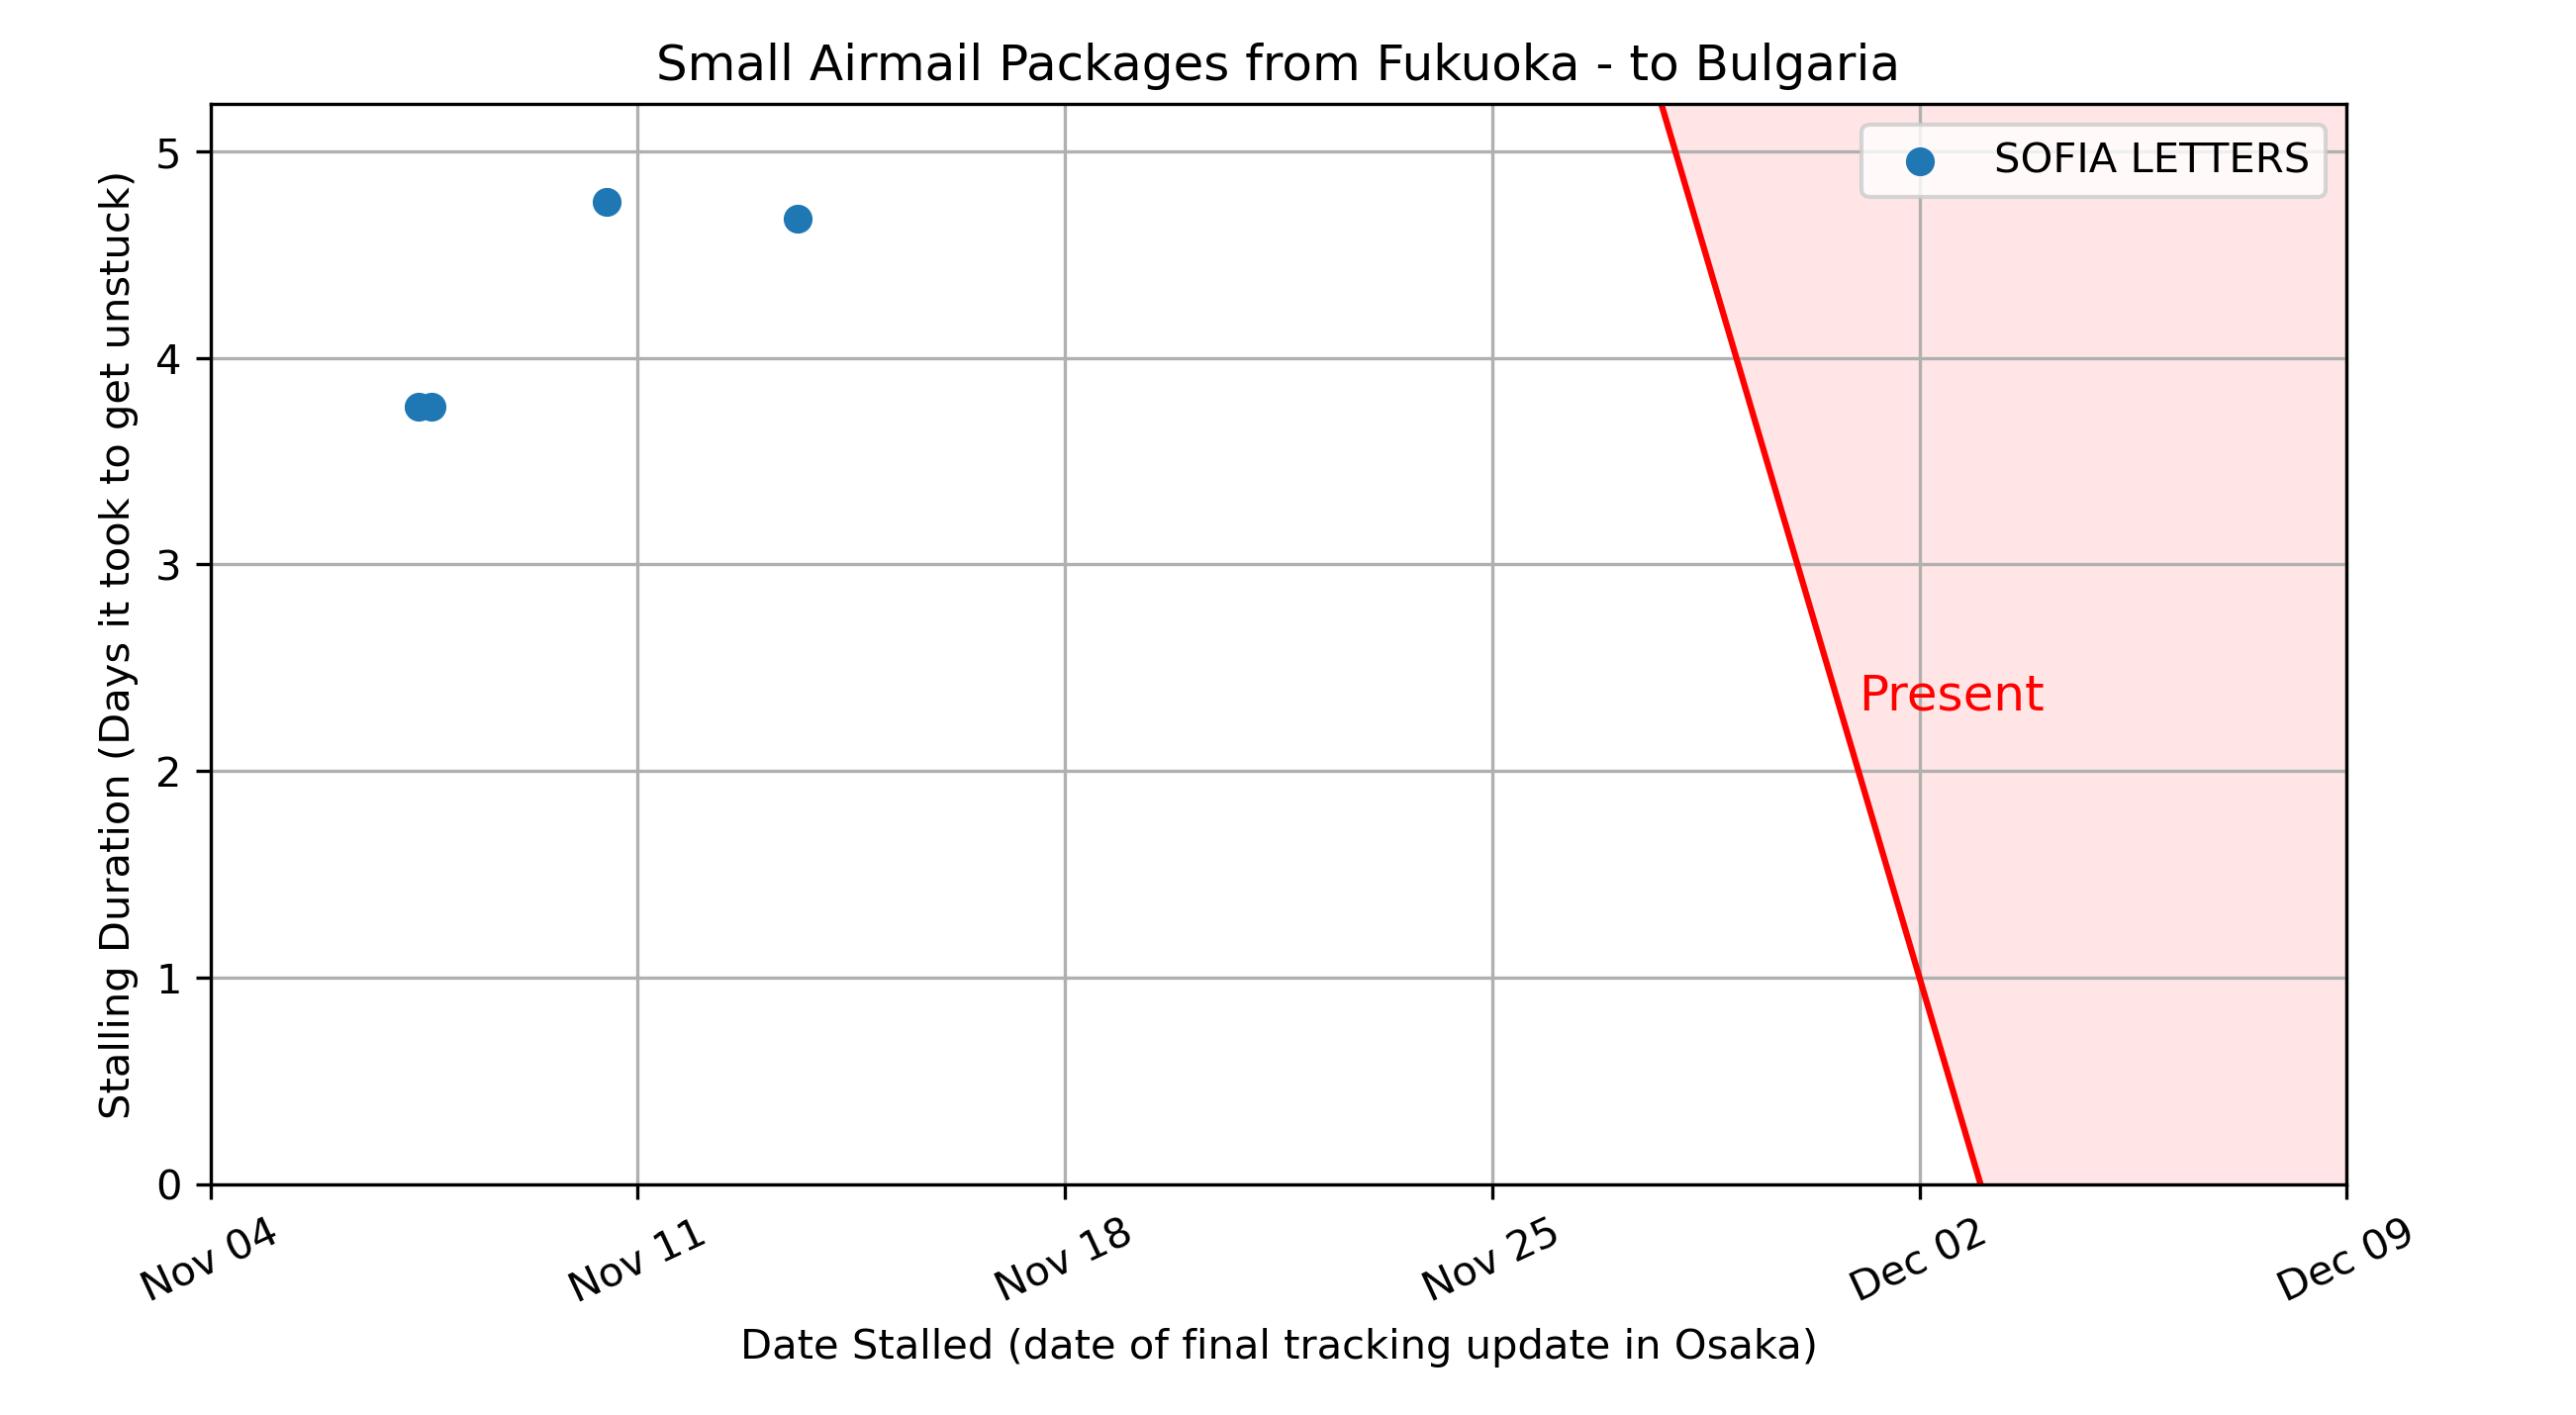 Small Airmail Packages from Fukuoka - to Bulgaria
SOFIA LETTERS
Present
Stalling Duration (Days it took to get unstuck)
5
4
3
2
1
0
Nov 04
Nov 11
Nov 18
Nov 25
Dec 02
Dec 09
Date Stalled (date of final tracking update in Osaka)